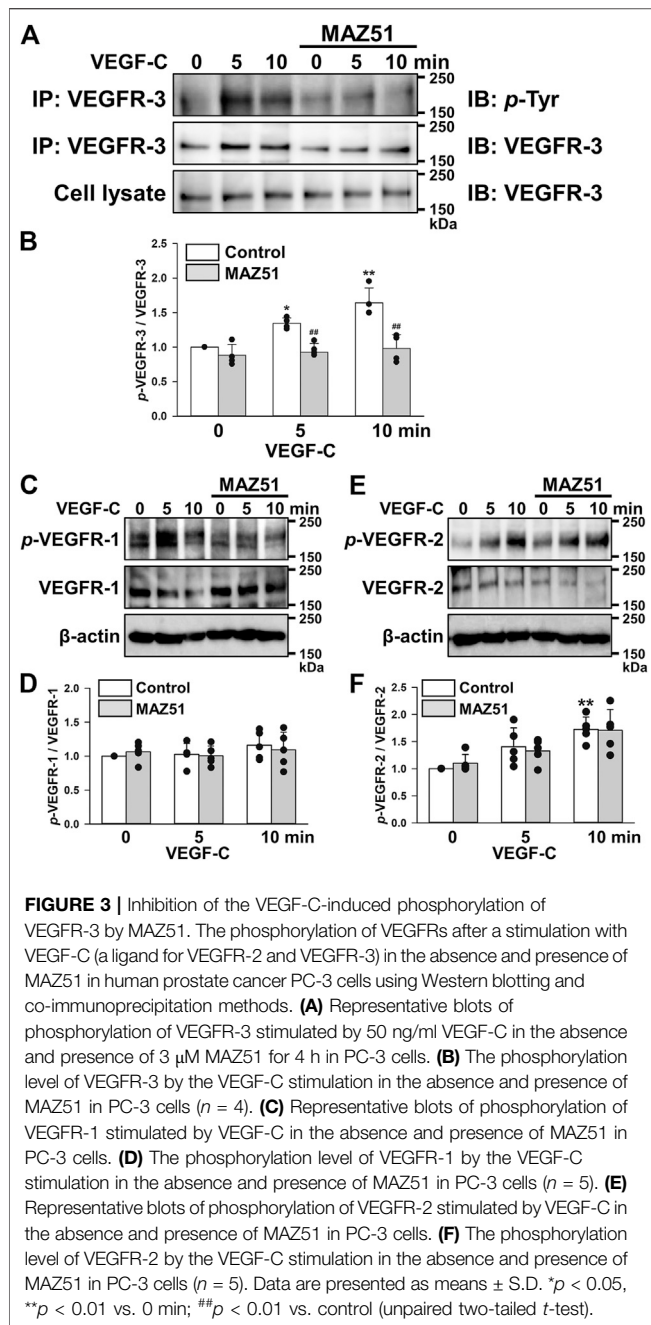 A
MAZ51
VEGF-C 0 5 10 0 5 10 min
250
IP: VEGFR-3 IB: p-Tyr
150
250
IP: VEGFR-3 IB: VEGFR-3
150
250
Cell lysate IB: VEGFR-3
150
kDa
B
p-VEGFR-3 / VEGFR-3
2.5
2.0
1.5
1.0
0.5
0.0
Control
MAZ51
* ## ** ##
0 5 10 min
VEGF-C
C
MAZ51
VEGF-C 0 5 10 0 5 10 min
250
p-VEGFR-1
150
250
VEGFR-1
150
250
β-actin
150
kDa
D
p-VEGFR-1 / VEGFR-1
2.0
1.5
1.0
0.5
0.0
Control
MAZ51
0 5 10 min
VEGF-C
E
MAZ51
VEGF-C 0 5 10 0 5 10 min
250
p-VEGFR-2
150
250
VEGFR-2
150
250
β-actin
150
kDa
F
p-VEGFR-2 / VEGFR-2
2.5
2.0
1.5
1.0
0.5
0.0
Control
MAZ51
**
0 5 10 min
VEGF-C
FIGURE 3 | Inhibition of the VEGF-C-induced phosphorylation of
VEGFR-3 by MAZ51. The phosphorylation of VEGFRs after a stimulation with
VEGF-C (a ligand for VEGFR-2 and VEGFR-3) in the absence and presence of
MAZ51 in human prostate cancer PC-3 cells using Western blotting and
co-immunoprecipitation methods. (A) Representative blots of
phosphorylation of VEGFR-3 stimulated by 50 ng/ml VEGF-C in the absence
and presence of 3 μM MAZ51 for 4 h in PC-3 cells. (B) The phosphorylation
level of VEGFR-3 by the VEGF-C stimulation in the absence and presence of
MAZ51 in PC-3 cells (n = 4). (C) Representative blots of phosphorylation of
VEGFR-1 stimulated by VEGF-C in the absence and presence of MAZ51 in
PC-3 cells. (D) The phosphorylation level of VEGFR-1 by the VEGF-C
stimulation in the absence and presence of MAZ51 in PC-3 cells (n = 5). (E)
Representative blots of phosphorylation of VEGFR-2 stimulated by VEGF-C in
the absence and presence of MAZ51 in PC-3 cells. (F) The phosphorylation
level of VEGFR-2 by the VEGF-C stimulation in the absence and presence of
MAZ51 in PC-3 cells (n = 5). Data are presented as means ± S.D. *p < 0.05,
**p < 0.01 vs. 0 min; ##p < 0.01 vs. control (unpaired two-tailed t-test).